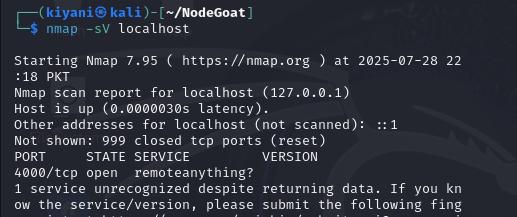 ┌──(kiyani㉿kali)-[~/NodeGoat]
└─$ nmap -sV localhost
Starting Nmap 7.95 ( https://nmap.org ) at 2025-07-28 22
:18 PKT
Nmap scan report for localhost (127.0.0.1)
Host is up (0.0000030s latency).
Other addresses for localhost (not scanned): ::1
Not shown: 999 closed tcp ports (reset)
PORT     STATE SERVICE         VERSION
4000/tcp open  remoteanything?
1 service unrecognized despite returning data. If you kn
ow the service/version, please submit the following fing